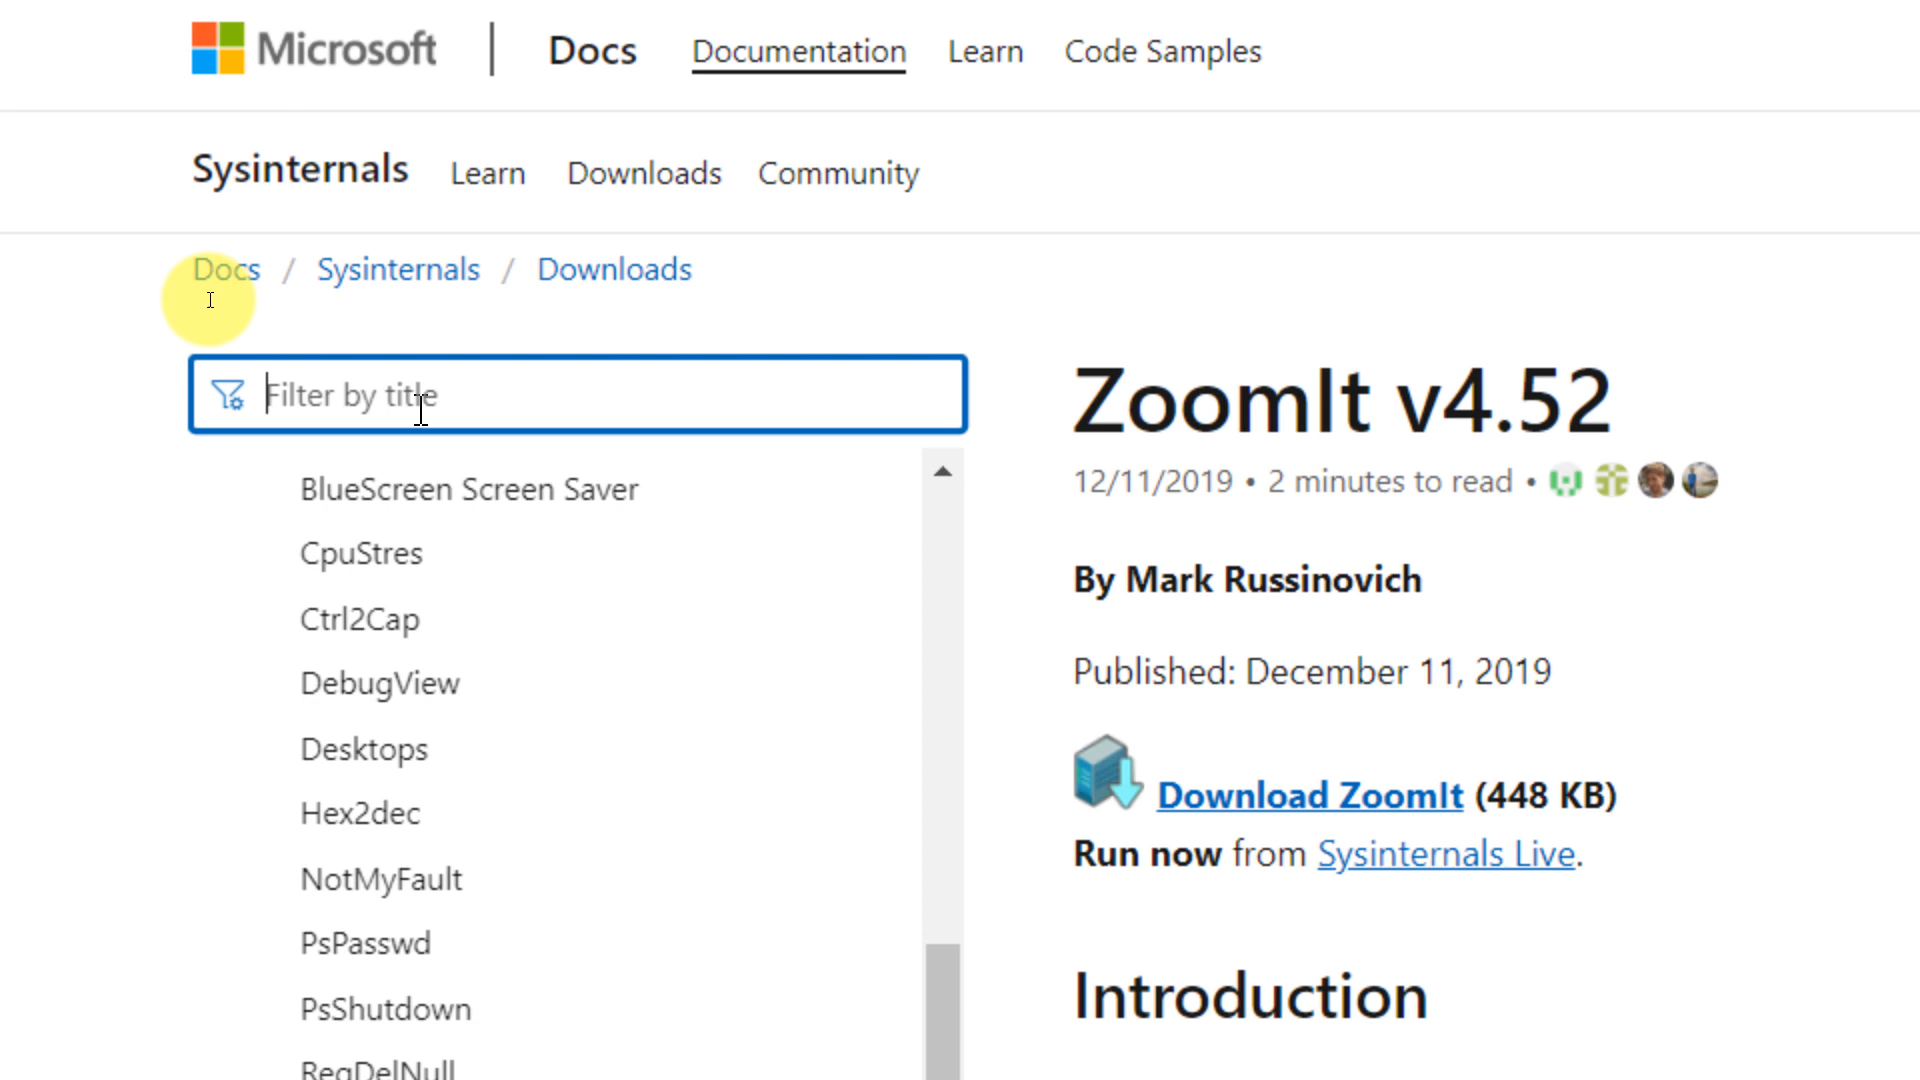 Microsoft | Docs Documentation Learn Code Samples
Sysinternals Learn Downloads Community
Docs / Sysinternals / Downloads
Filter by title
BlueScreen Screen Saver
CpuStres
Ctrl2Cap
DebugView
Desktops
Hex2dec
NotMyFault
PsPasswd
PsShutdown
RegDelNull
ZoomIt v4.52
12/11/2019 • 2 minutes to read •
By Mark Russinovich
Published: December 11, 2019
Download ZoomIt (448 KB)
Run now from Sysinternals Live.
Introduction